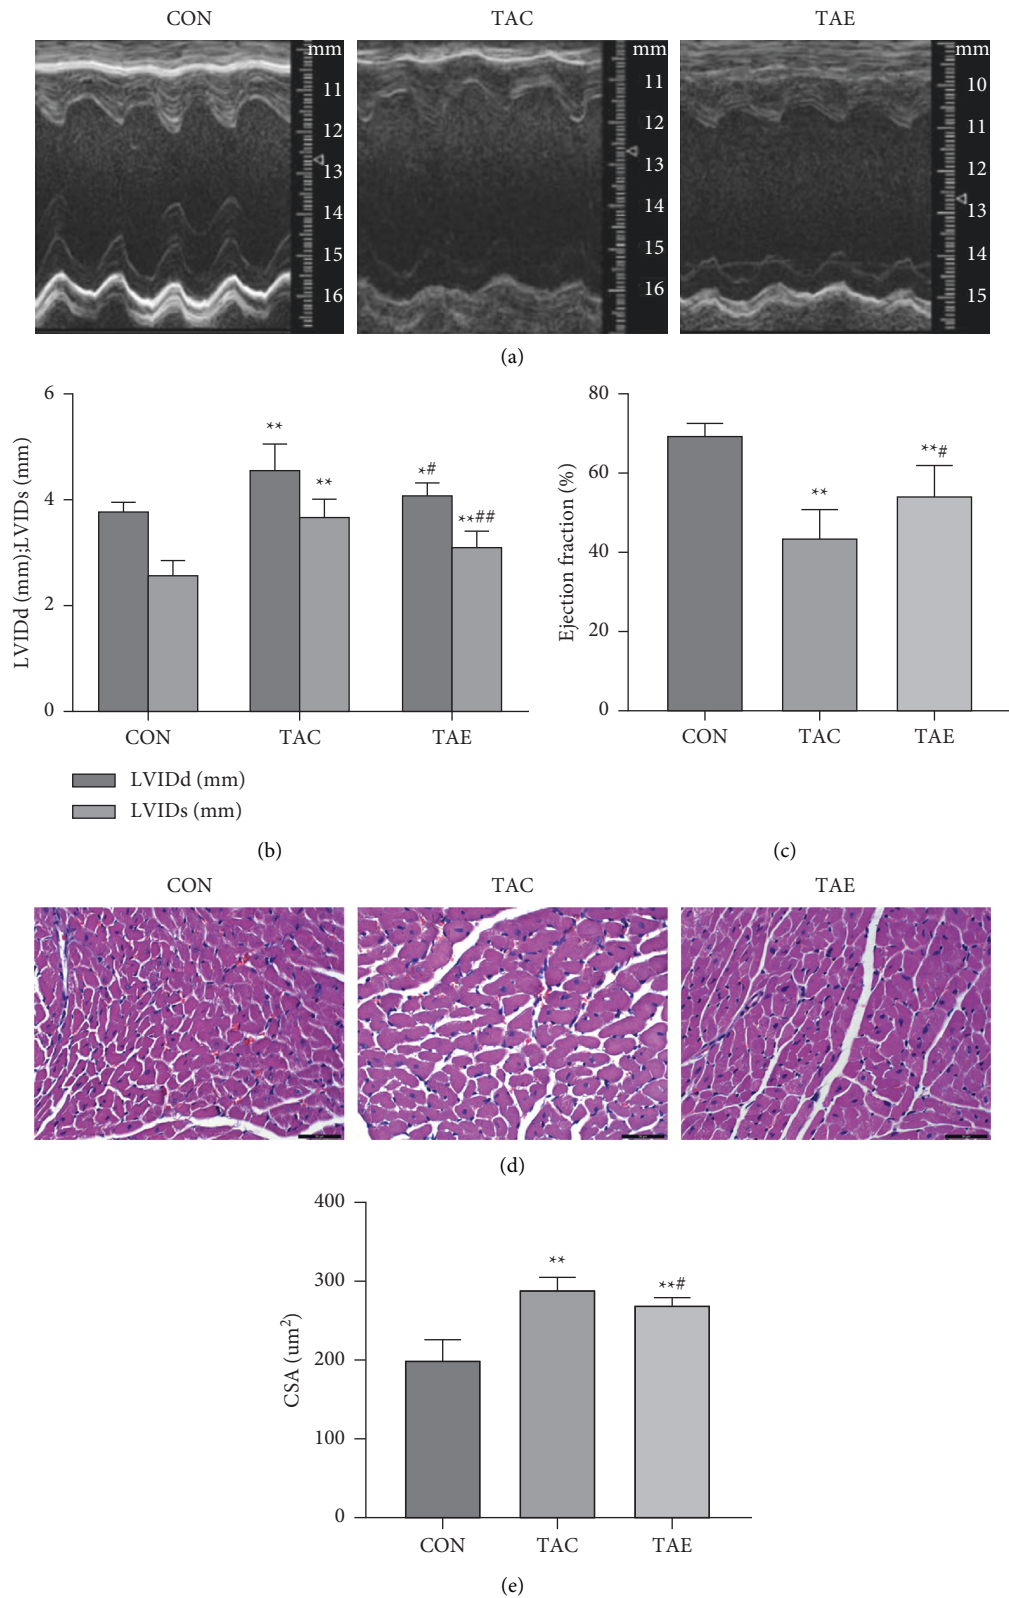 CON TAC TAE
mm mm mm
11 12 13 14 15 16
11 12 13 14 15 16
10 11 12 13 14 15
(a)
LVIDd (mm);LVIDs (mm)
6
4
2
0
** ** *# **##
CON TAC TAE
LVIDd (mm)
LVIDs (mm)
(b)
Ejection fraction (%)
80
60
40
20
0
** **#
CON TAC TAE
(c)
CON TAC TAE
(d)
CSA (um²)
400
300
200
100
0
** **#
CON TAC TAE
(e)